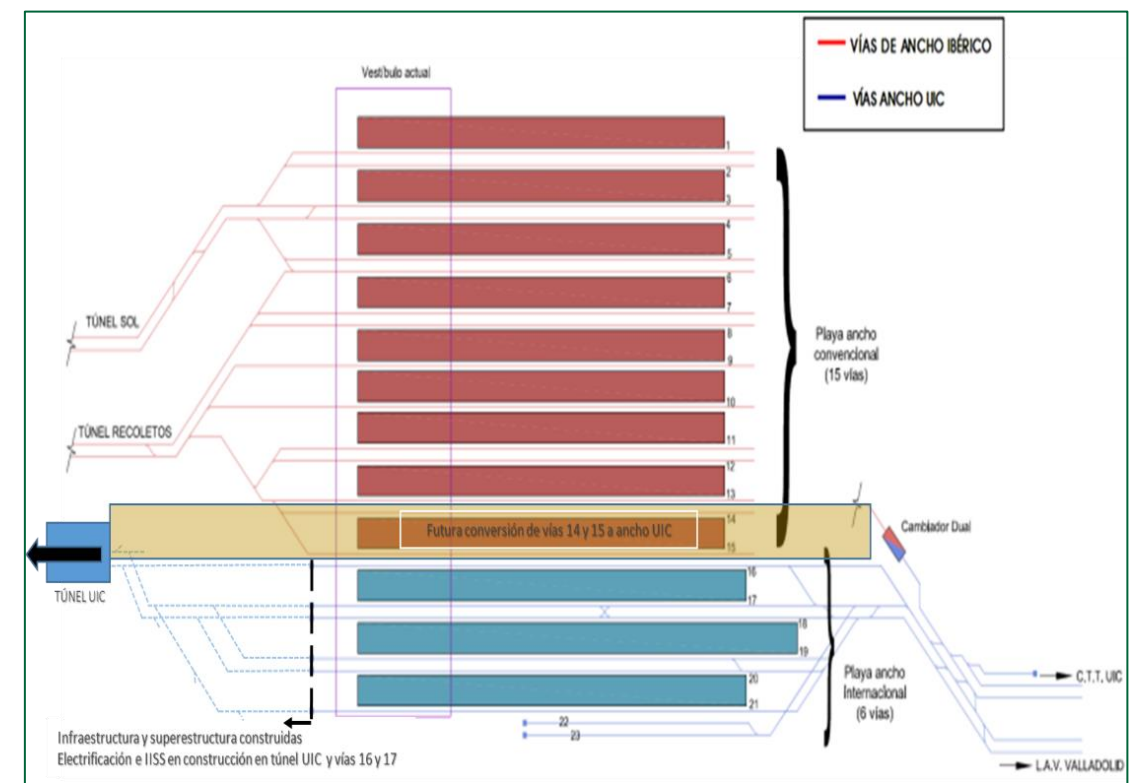 VÍAS DE ANCHO IBÉRICO
VÍAS ANCHO UIC
Vestíbulo actual
1
2
3
4
5
6
7
8
9
10
11
12
13
14
15
16
17
18
19
20
21
22
23
TÚNEL SOL
TÚNEL RECOLETOS
Playa ancho
convencional
(15 vías)
Futura conversión de vías 14 y 15 a ancho UIC
Cambiador Dual
TÚNEL UIC
Playa ancho
Internacional
(6 vías)
C.T.T. UIC
L.A.V. VALLADOLID
Infraestructura y superestructura construidas
Electrificación e IISS en construcción en túnel UIC y vías 16 y 17